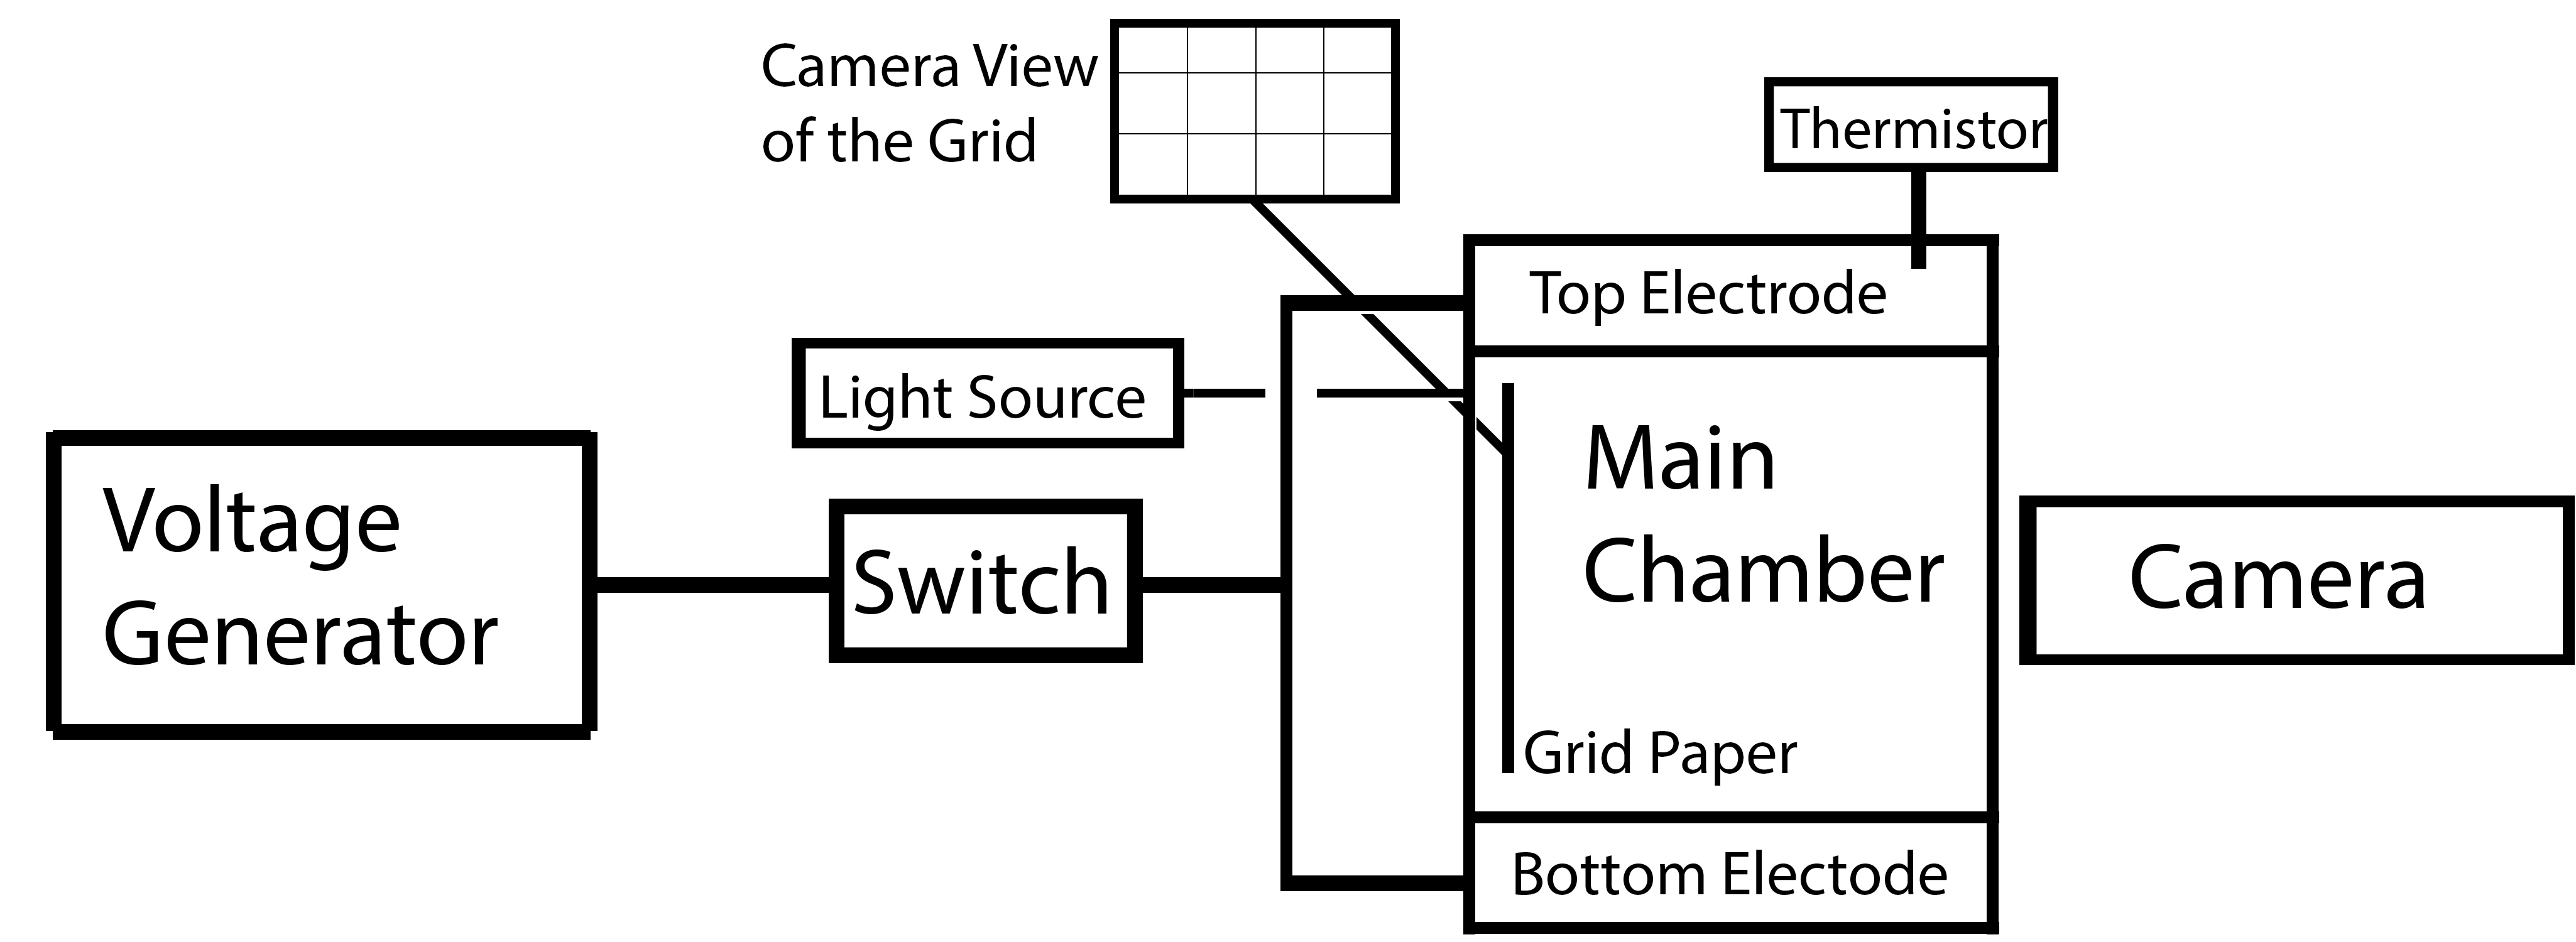 Camera View
of the Grid
Thermistor
Top Electrode
Light Source
Voltage
Generator
Switch
Main
Chamber
Camera
Grid Paper
Bottom Electode